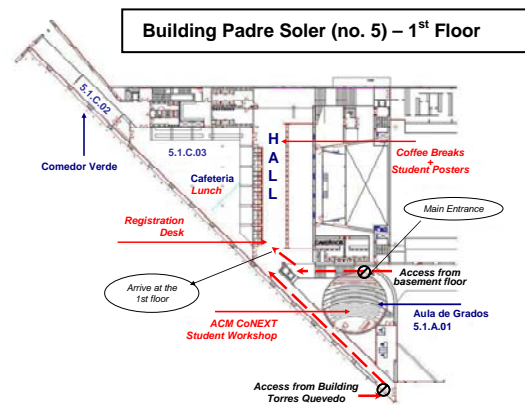 Building Padre Soler (no. 5) – 1st Floor
5.1.C.02
5.1.C.03
HALL
Comedor Verde
Cafeteria
Lunch
Coffee Breaks
+
Student Posters
Registration
Desk
Main Entrance
Arrive at the
1st floor
Access from
basement floor
ACM CoNEXT
Student Workshop
Aula de Grados
5.1.A.01
Access from Building
Torres Quevedo